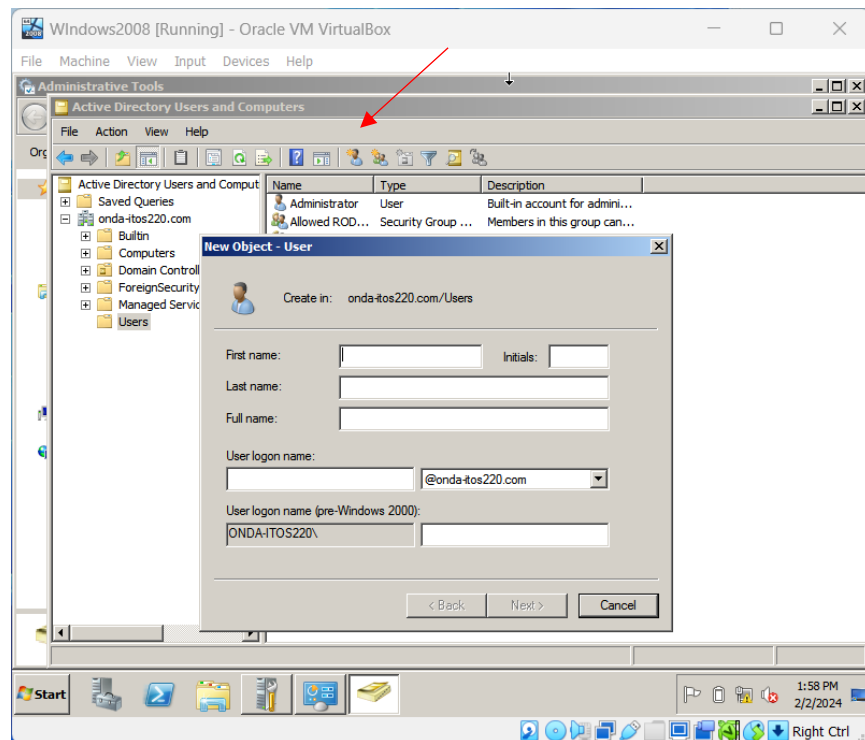 WIndows2008 [Running] - Oracle VM VirtualBox
File Machine View Input Devices Help
Administrative Tools
Active Directory Users and Computers
File Action View Help
Org
Active Directory Users and Comput
Saved Queries
onda-itos220.com
Builtin
Computers
Domain Controll
ForeignSecurity
Managed Servic
Users
Name Type Description
Administrator User Built-in account for admini...
Allowed ROD... Security Group ... Members in this group can...
New Object - User
Create in: onda-itos220.com/Users
First name: Initials:
Last name:
Full name:
User logon name:
@onda-itos220.com
User logon name (pre-Windows 2000):
ONDA-ITOS220\
< Back Next > Cancel
Start
1:58 PM
2/2/2024
Right Ctrl